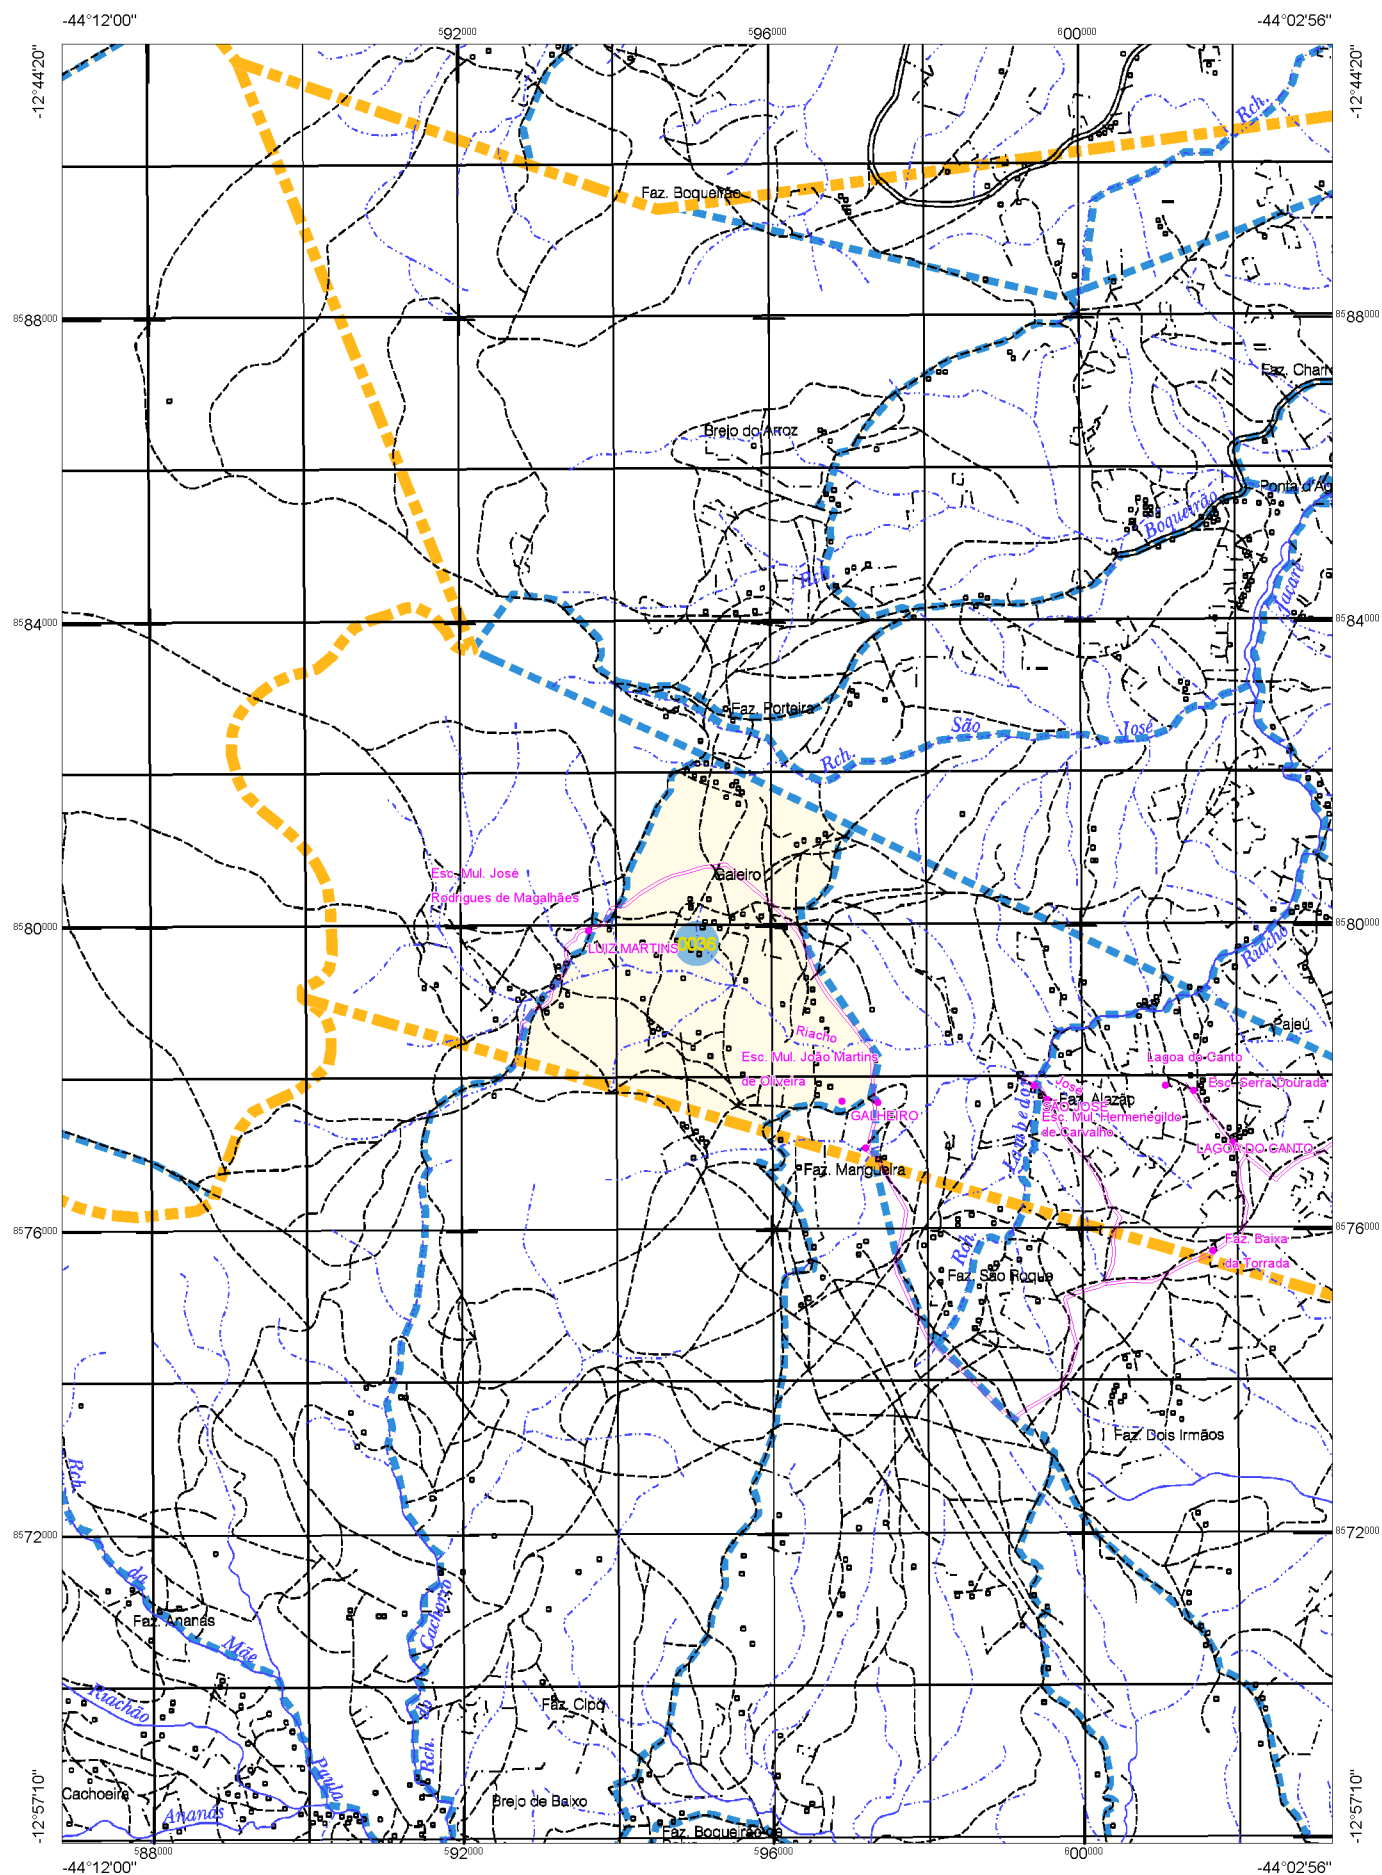 -44°12'00"
-44°02'56"
592000
596000
600000
-12°44'20"
-12°44'20"
Rch.
Faz. Boqueirão
8588000
8588000
Faz. Charn
Brejo do Arroz
Ponta d'Ag
Boqueirão
Rch.
Jacaré
8584000
8584000
Faz. Porteira
São
José
Rch.
Esc. Mul. José
Rodrigues de Magalhães
Galeiro
8580000
8580000
LUIZ MARTINS
0036
Riacho
Riacho
Pajeú
Esc. Mul. João Martins
de Oliveira
Lagoa do Canto
José
Esc. Serra Dourada
Faz. Alazão
SÃO JOSÉ
GALHEIRO
Esc. Mul. Hermenegildo
de Carvalho
LAGOA DO CANTO
Faz. Mangueira
8576000
8576000
Rch.
Faz. Baixa
da Torrada
Faz. São Roque
Faz. Dois Irmãos
Rch.
8572000
8572000
da
Cachorro
Faz. Ananás
Mãe
Riachão
do
Faz. Cipó
Rch.
Paula
Cachoeira
Ananás
Brejo de Baixo
Faz. Boqueirão de
-12°57'10"
-12°57'10"
588000
592000
596000
600000
-44°12'00"
-44°02'56"